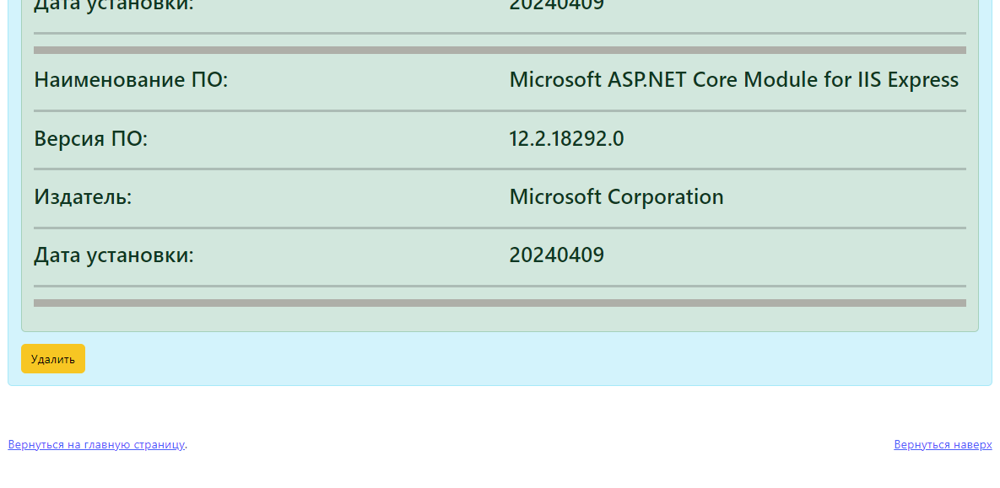 Дата установки: 20240409
Наименование ПО: Microsoft ASP.NET Core Module for IIS Express
Версия ПО: 12.2.18292.0
Издатель: Microsoft Corporation
Дата установки: 20240409
Удалить
Вернуться на главную страницу. Вернуться наверх